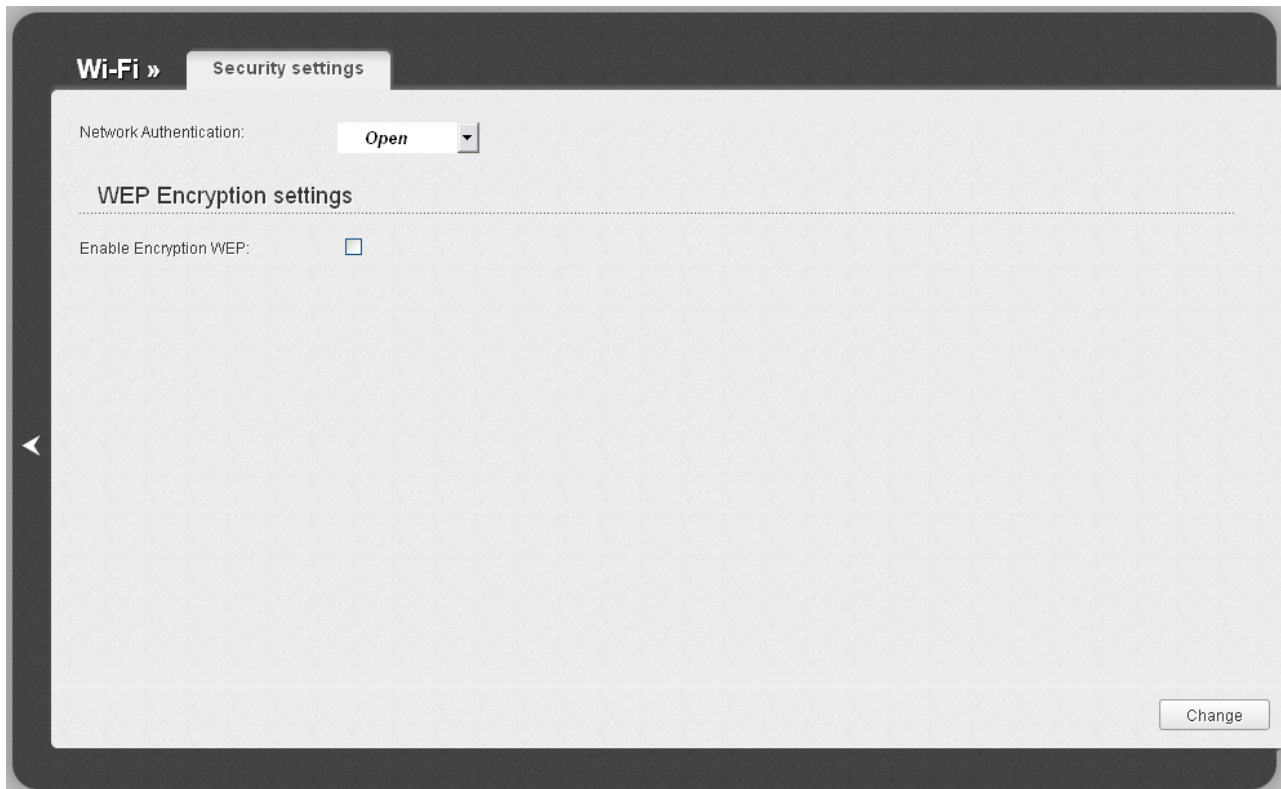 Wi-Fi » Security settings
Network Authentication: Open
WEP Encryption settings
Enable Encryption WEP:
Change